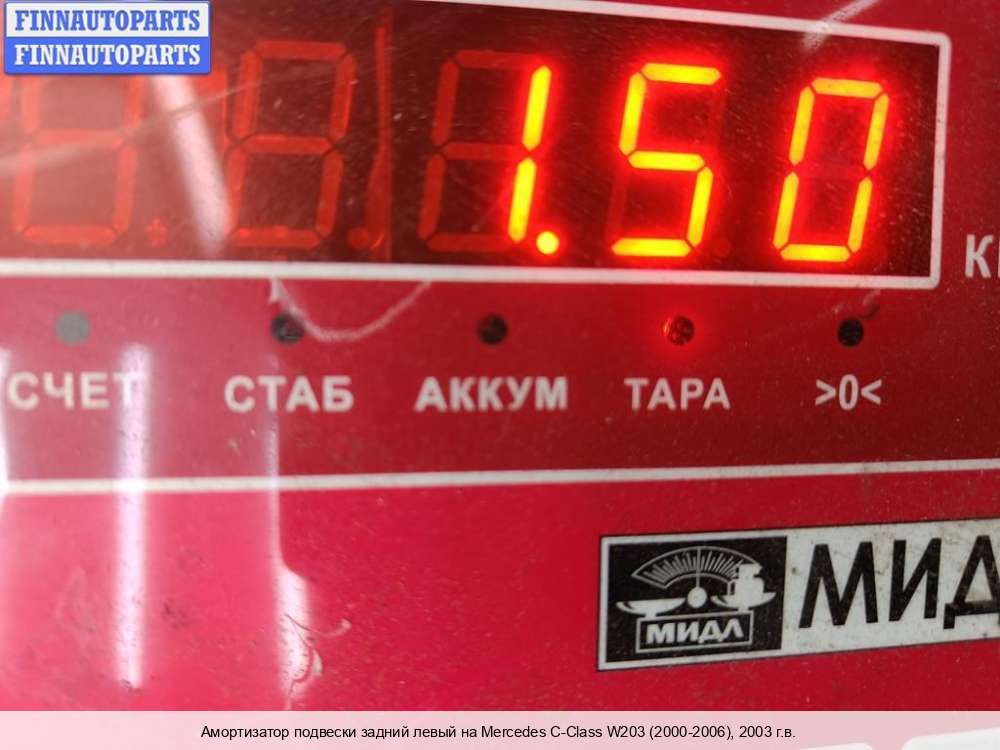 FINNAUTOPARTS
FINNAUTOPARTS
1.50
СЧЕТ СТАБ АККУМ ТАРА >0<
МИДЛ
Амортизатор подвески задний левый на Mercedes C-Class W203 (2000-2006), 2003 г.в.